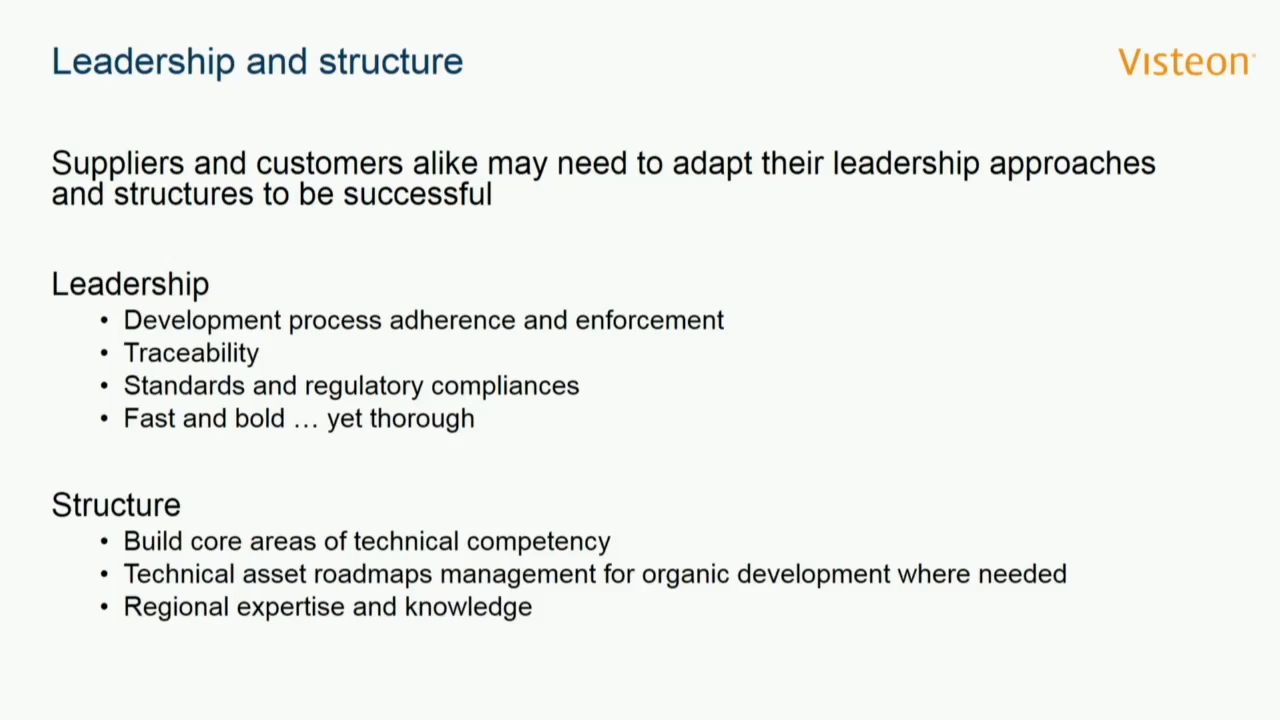 Leadership and structure
Visteon
Suppliers and customers alike may need to adapt their leadership approaches
and structures to be successful
Leadership
• Development process adherence and enforcement
• Traceability
• Standards and regulatory compliances
• Fast and bold … yet thorough
Structure
• Build core areas of technical competency
• Technical asset roadmaps management for organic development where needed
• Regional expertise and knowledge